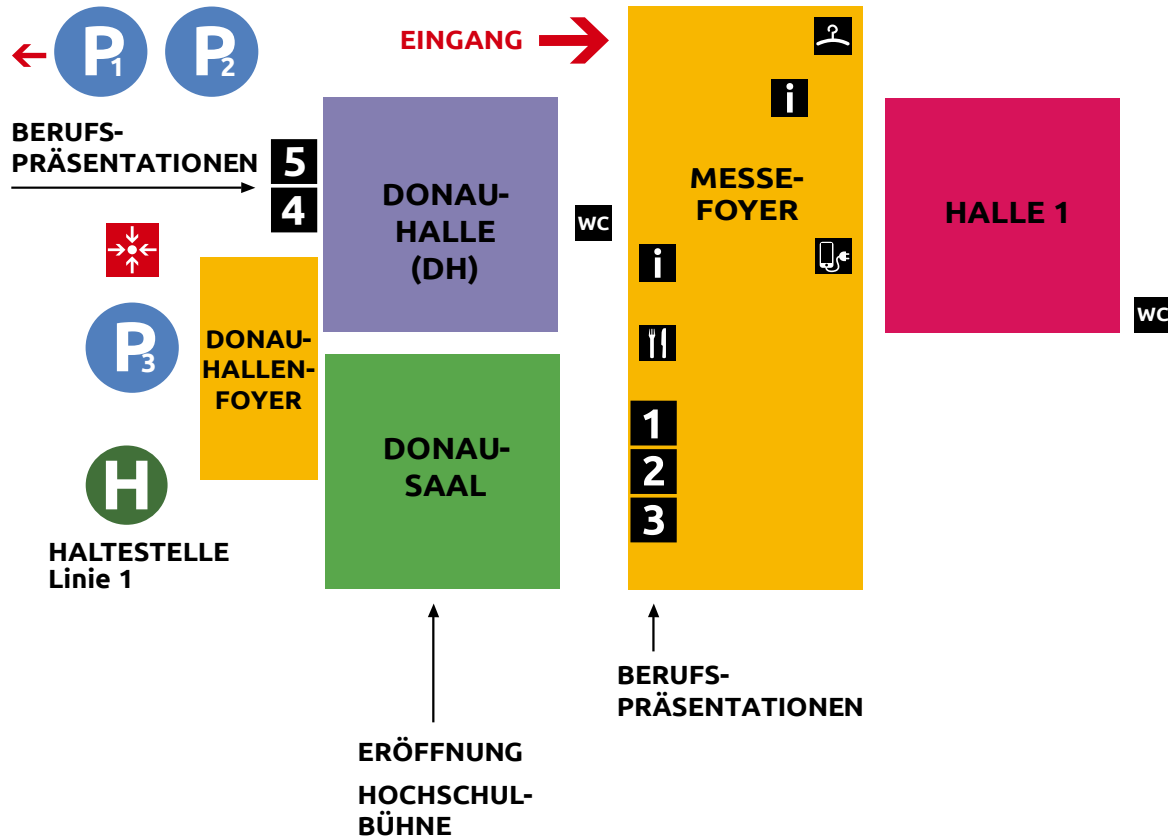 P1
P2
EINGANG
i
BERUFS-
PRÄSENTATIONEN
5
4
DONAU-
HALLE
(DH)
WC
MESSE-
FOYER
HALLE 1
i
WC
P3
DONAU-
HALLEN-
FOYER
1
2
3
DONAU-
SAAL
H
HALTESTELLE
Linie 1
BERUFS-
PRÄSENTATIONEN
ERÖFFNUNG
HOCHSCHUL-
BÜHNE